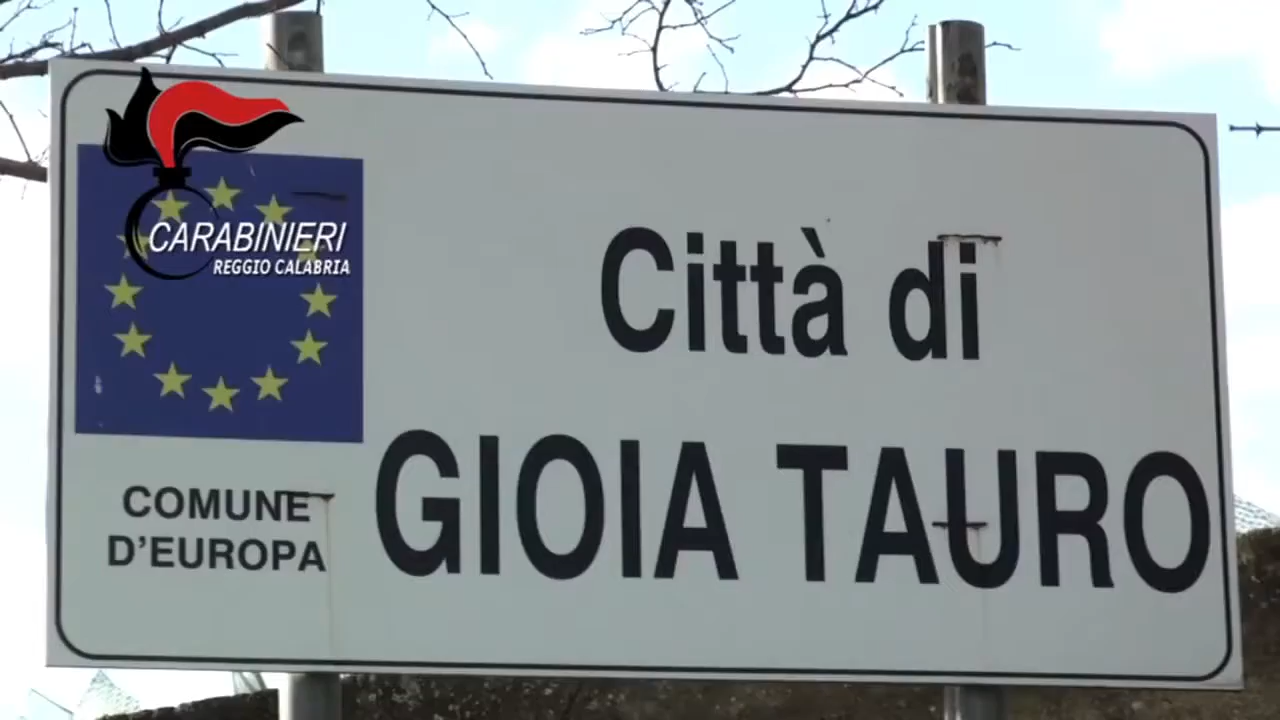 CARABINIERI
REGGIO CALABRIA
Città di
GIOIA TAURO
COMUNE
D'EUROPA